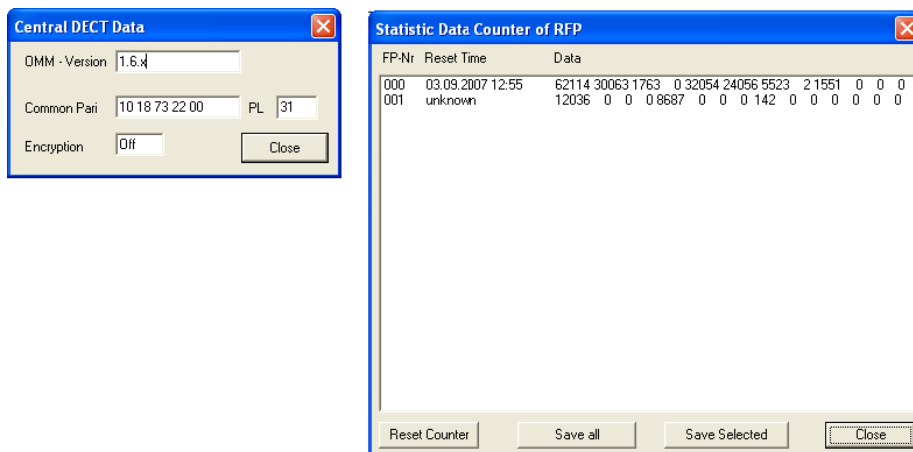 Central DECT Data
OMM - Version 1.6.x
Common Pari 10 18 73 22 00 PL 31
Encryption Off Close
Statistic Data Counter of RFP
FP-Nr Reset Time Data
000 03.09.2007 12:55 62114 30063 1763 0 32054 24056 5523 2 1551 0 0 0
001 unknown 12036 0 0 0 8687 0 0 0 142 0 0 0 0 0
Reset Counter Save all Save Selected Close